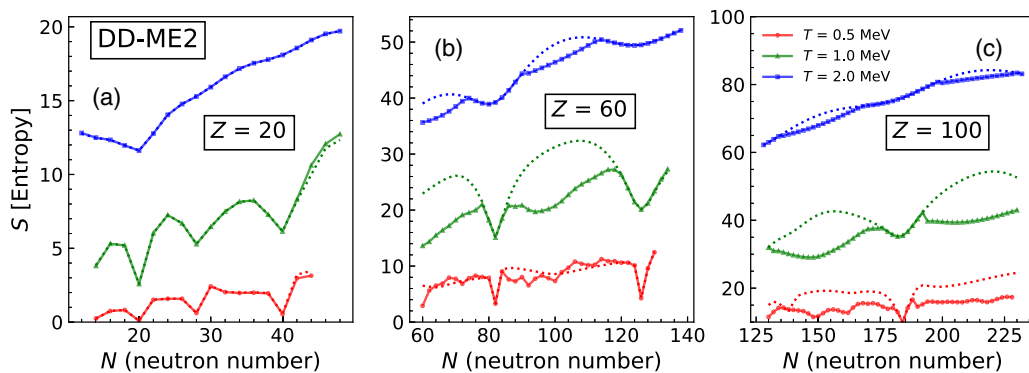 DD-ME2
(a)
Z = 20
S [Entropy]
20
15
10
5
0
20
30
40
N (neutron number)
(b)
Z = 60
50
40
30
20
10
0
60
80
100
120
140
N (neutron number)
(c)
T = 0.5 MeV
T = 1.0 MeV
T = 2.0 MeV
Z = 100
100
80
60
40
20
125
150
175
200
225
N (neutron number)